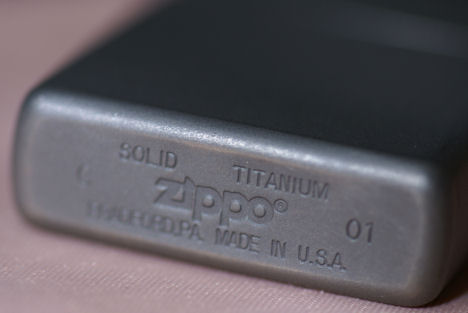 SOLID TITANIUM
zippo®
C 01
BRADFORD,PA. MADE IN U.S.A.